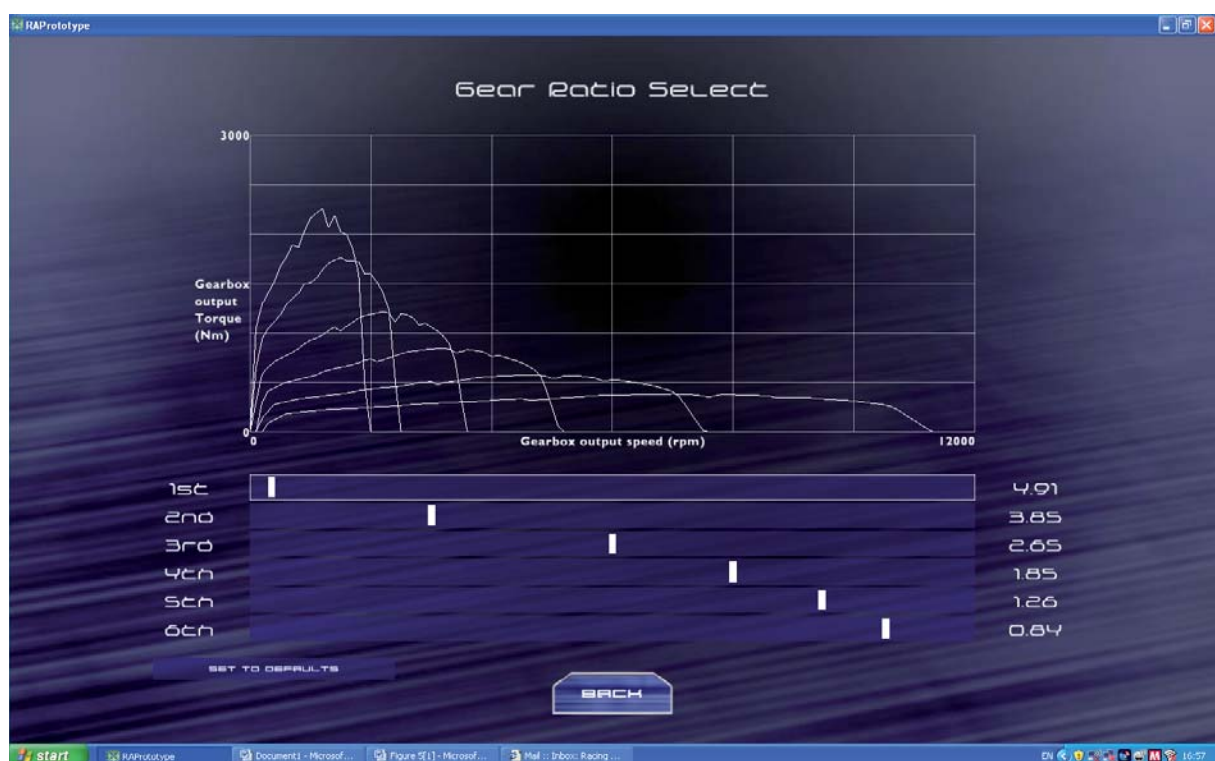 RAPrototype
Gear Ratio Select
3000
Gearbox
output
Torque
(Nm)
0
0 Gearbox output speed (rpm) 12000
1st 4.91
2nd 3.85
3rd 2.65
4th 1.85
5th 1.26
6th 0.84
SET TO DEFAULTS
BACK
start RAPrototype Document1 - Microsof... Figure 5[1] - Microsof... Mail :: Inbox: Racing ... EN 16:57